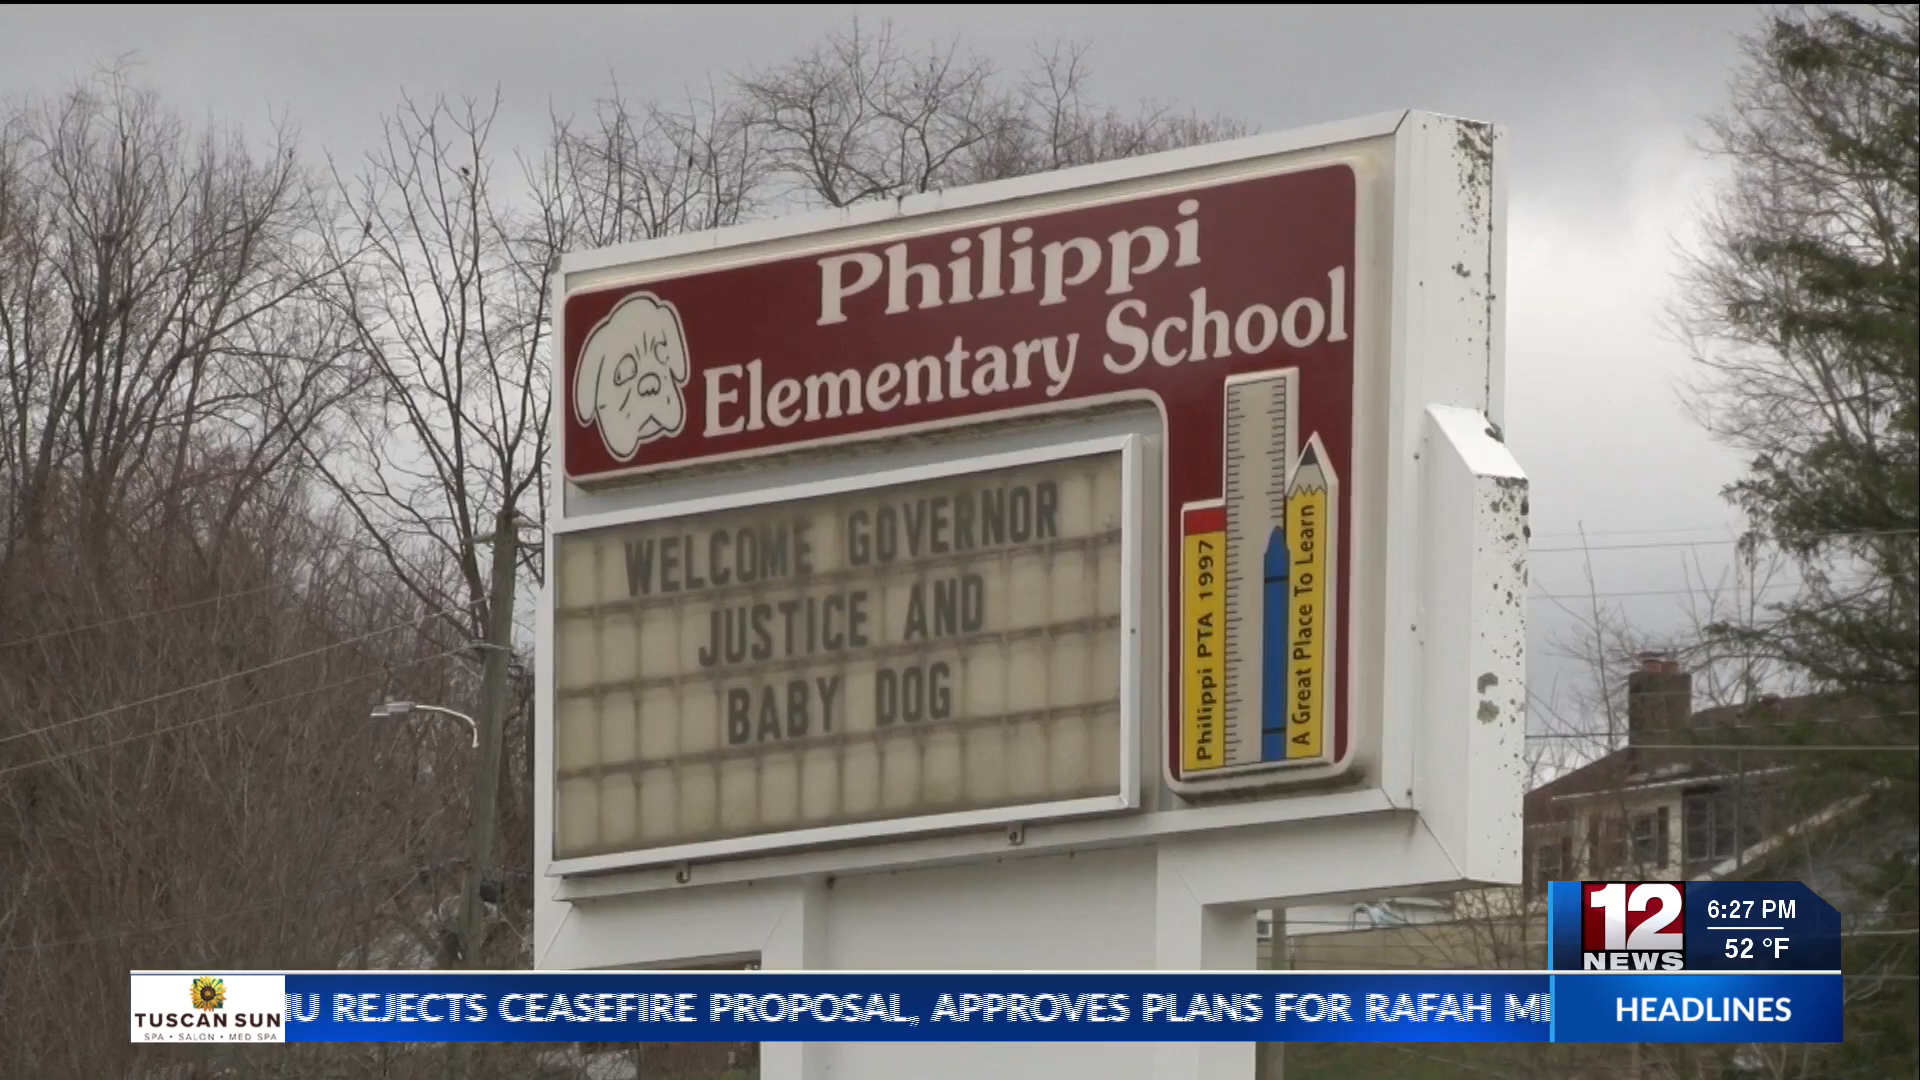 Philippi
Elementary School
WELCOME GOVERNOR
JUSTICE AND
BABY DOG
Philippi PTA 1997
A Great Place To Learn
12
NEWS
6:27 PM
52 °F
TUSCAN SUN
SPA • SALON • MED SPA
REJECTS CEASEFIRE PROPOSAL, APPROVES PLANS FOR RAFAH
HEADLINES